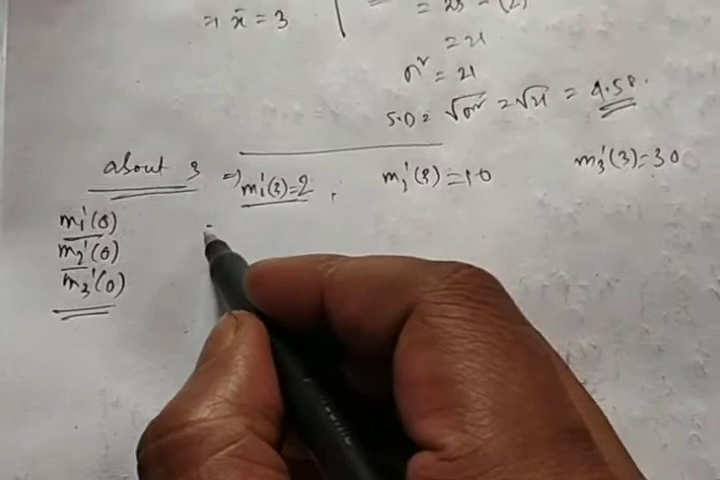 ⇒ x̄ = 3
= 25 - (2)²
= 21
σ² = 21
S.D = √σ² = √21 = 4.58.
about 3 ⇒ m₁'(3)=2, m₂'(3)=10 m₃'(3)=30
m₁'(0)
m₂'(0)
m₃'(0)